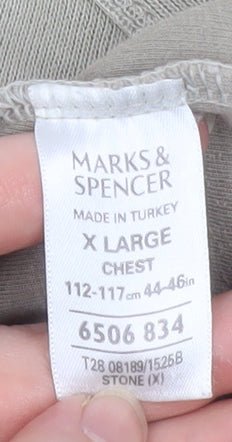 MARKS &
SPENCER
MADE IN TURKEY
X LARGE
CHEST
112-117cm 44-46in
6506 834
T28 08189/1525B
STONE (X)